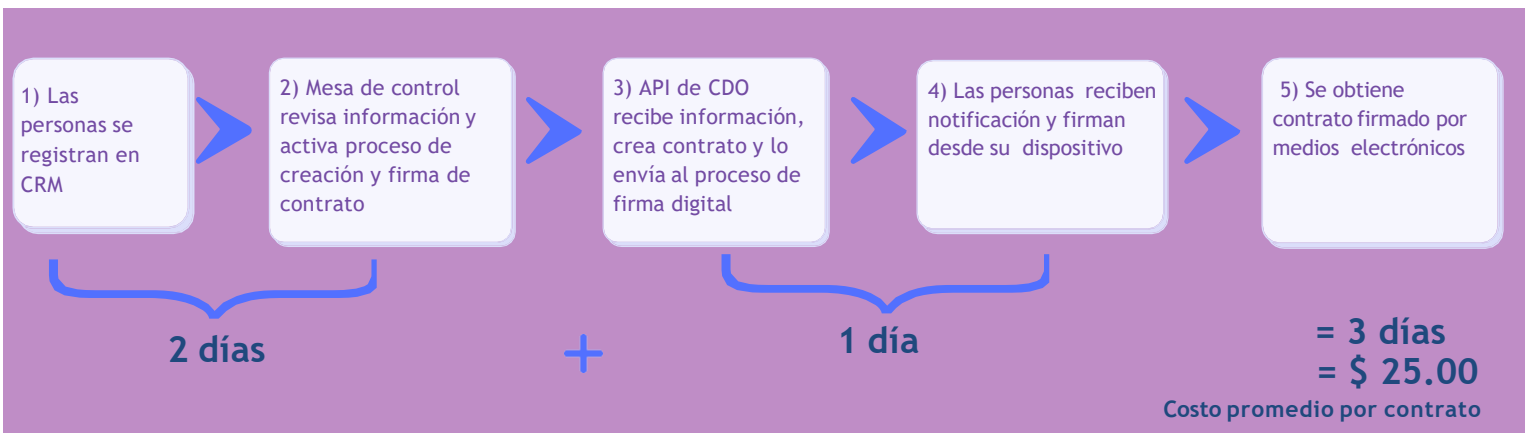 1) Las
personas se
registran en
CRM
2) Mesa de control
revisa información y
activa proceso de
creación y firma de
contrato
3) API de CDO
recibe información,
crea contrato y lo
envía al proceso de
firma digital
4) Las personas reciben
notificación y firman
desde su dispositivo
5) Se obtiene
contrato firmado por
medios electrónicos
2 días
+
1 día
= 3 días
= $ 25.00
Costo promedio por contrato